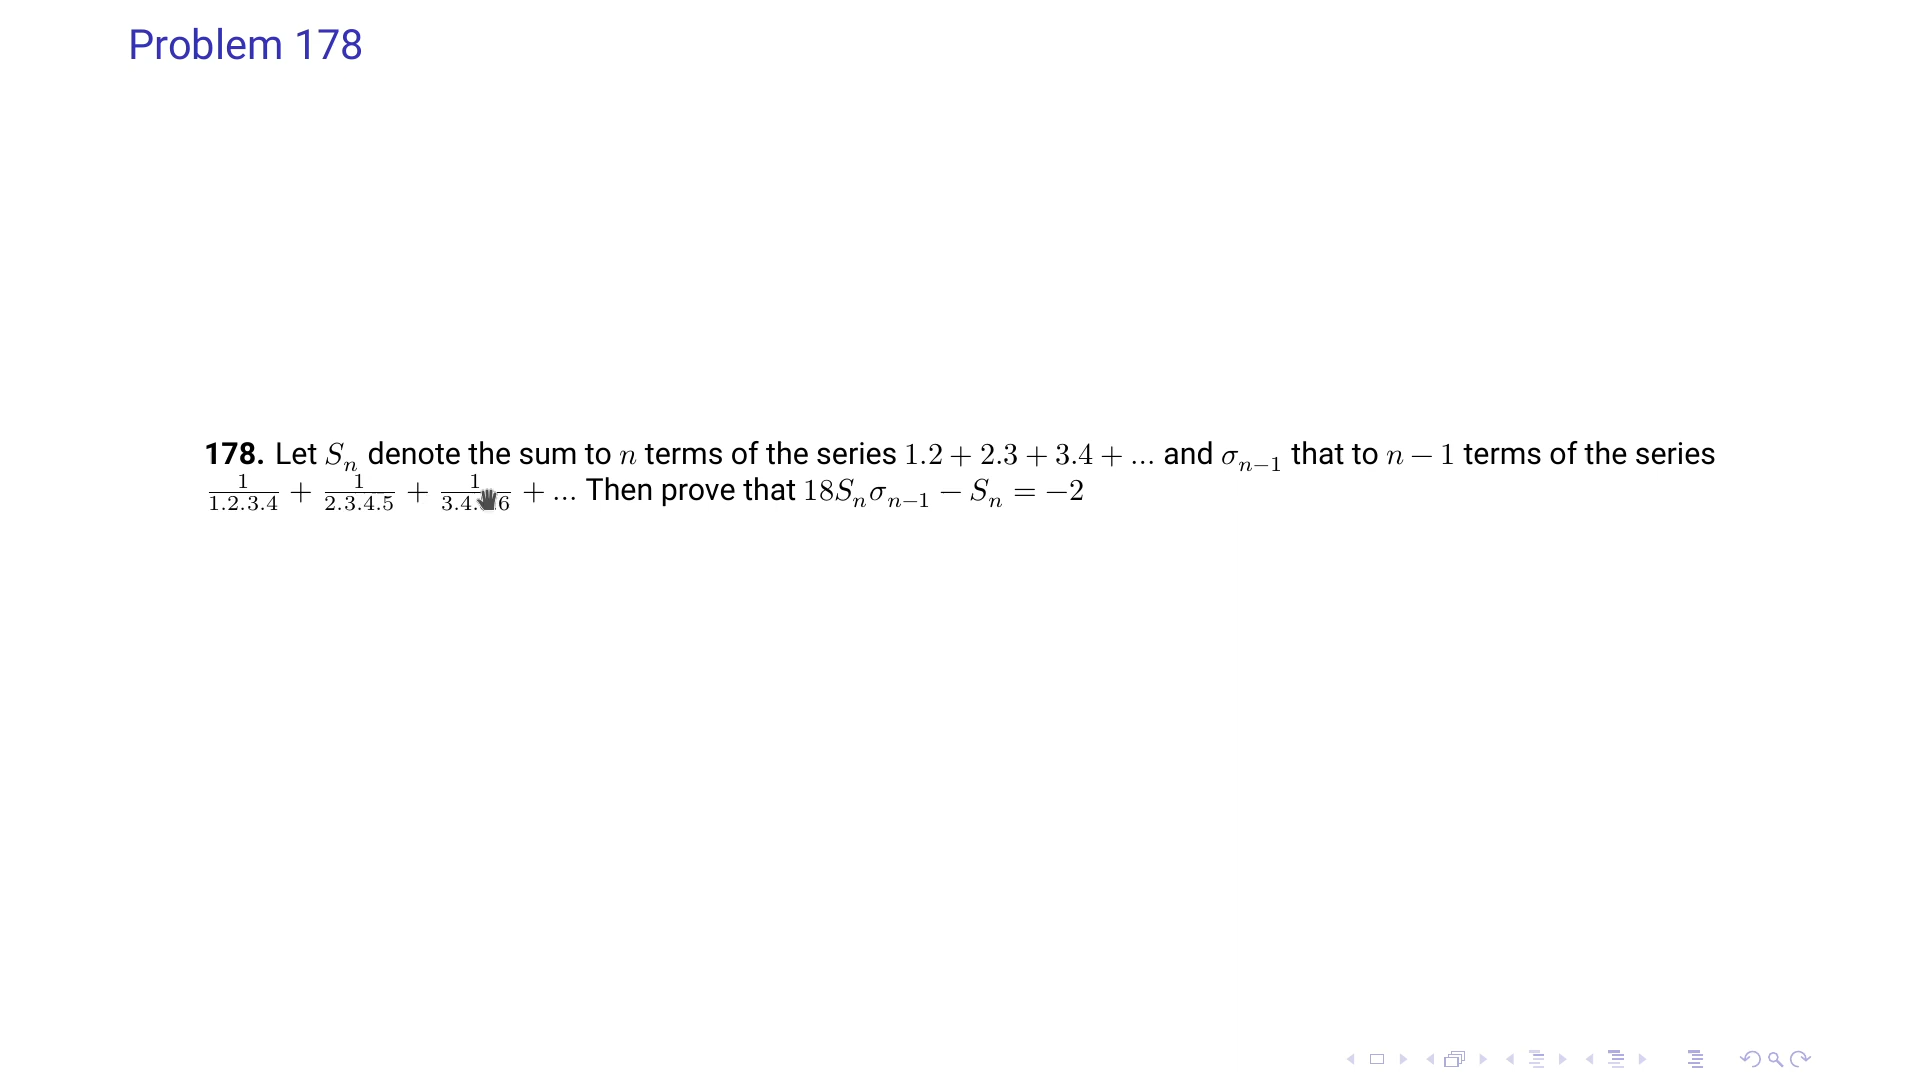 Problem 178
178. Let $S_n$ denote the sum to $n$ terms of the series $1.2 + 2.3 + 3.4 + ...$ and $\sigma_{n-1}$ that to $n - 1$ terms of the series
$\frac{1}{1.2.3.4} + \frac{1}{2.3.4.5} + \frac{1}{3.4. 6} + ...$ Then prove that $18S_n\sigma_{n-1} - S_n = -2$